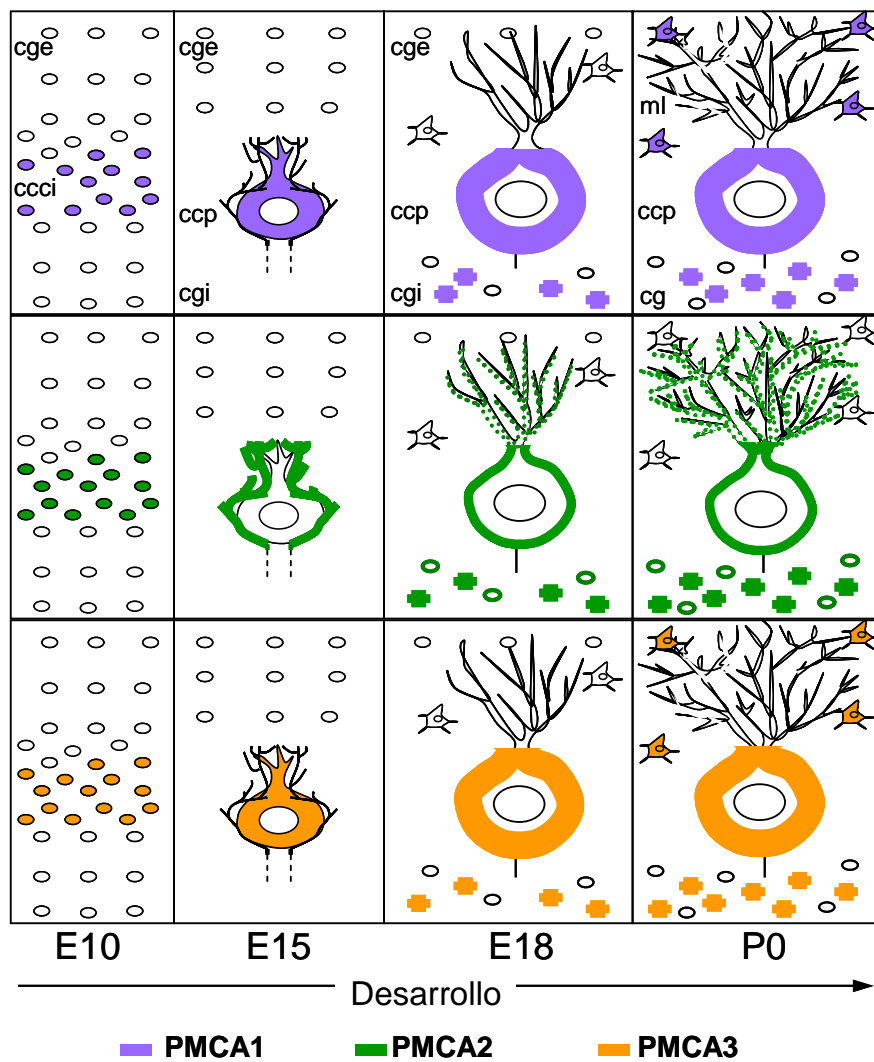 cge cge cge
ml
ccci
ccp ccp ccp
cgi cgi cg
E10 E15 E18 P0
Desarrollo
PMCA1 PMCA2 PMCA3